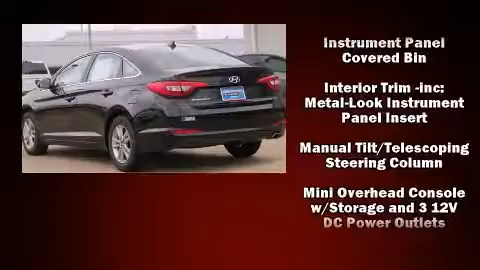 Instrument Panel
Covered Bin
Interior Trim -inc:
Metal-Look Instrument
Panel Insert
Manual Tilt/Telescoping
Steering Column
Mini Overhead Console
w/Storage and 3 12V
DC Power Outlets